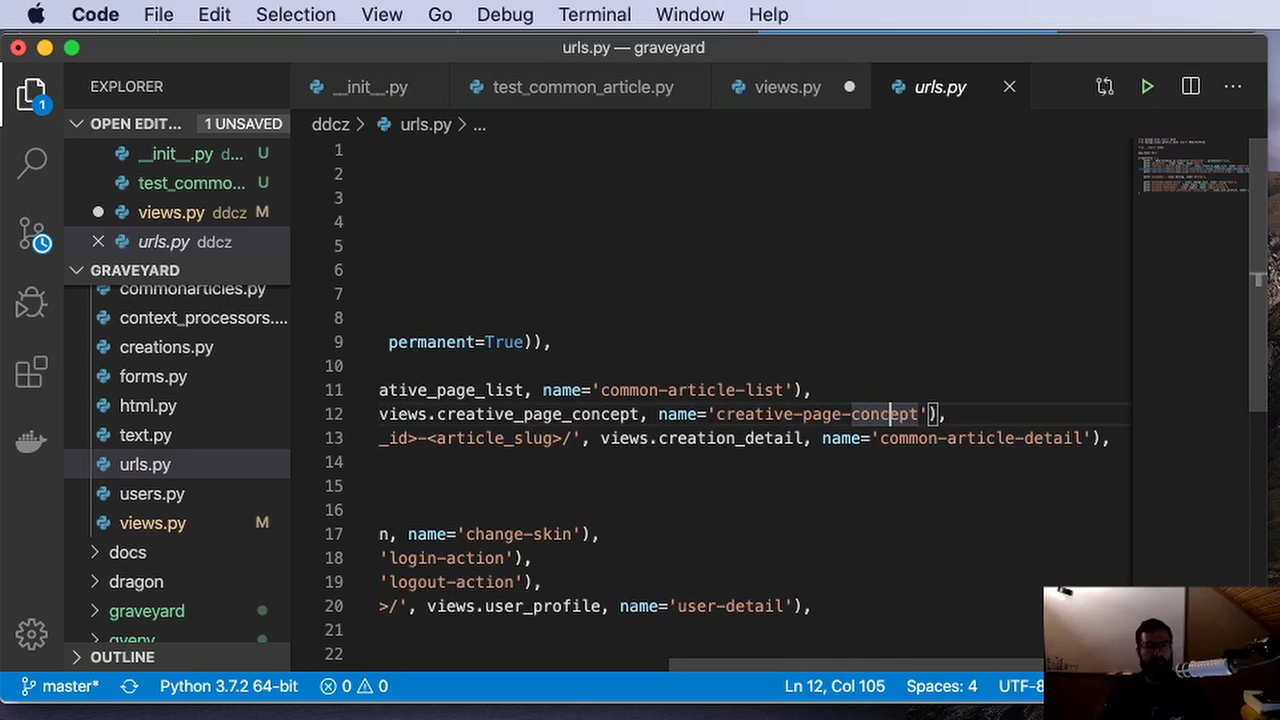 Code File Edit Selection View Go Debug Terminal Window Help
urls.py — graveyard
EXPLORER
__init__.py test_common_article.py views.py urls.py
OPEN EDIT... 1 UNSAVED
ddcz > urls.py > ...
__init__.py d... U
test_commo... U
views.py ddcz M
urls.py ddcz
GRAVEYARD
commonarticles.py
context_processors....
creations.py
forms.py
html.py
text.py
urls.py
users.py
views.py M
docs
dragon
graveyard
OUTLINE
1
2
3
4
5
6
7
8
9 permanent=True)),
10
11 ative_page_list, name='common-article-list'),
12 views.creative_page_concept, name='creative-page-concept'),
13 _id>-<article_slug>/', views.creation_detail, name='common-article-detail'),
14
15
16
17 n, name='change-skin'),
18 'login-action'),
19 'logout-action'),
20 >/', views.user_profile, name='user-detail'),
21
22
1
master* Python 3.7.2 64-bit 0 0 Ln 12, Col 105 Spaces: 4 UTF-8